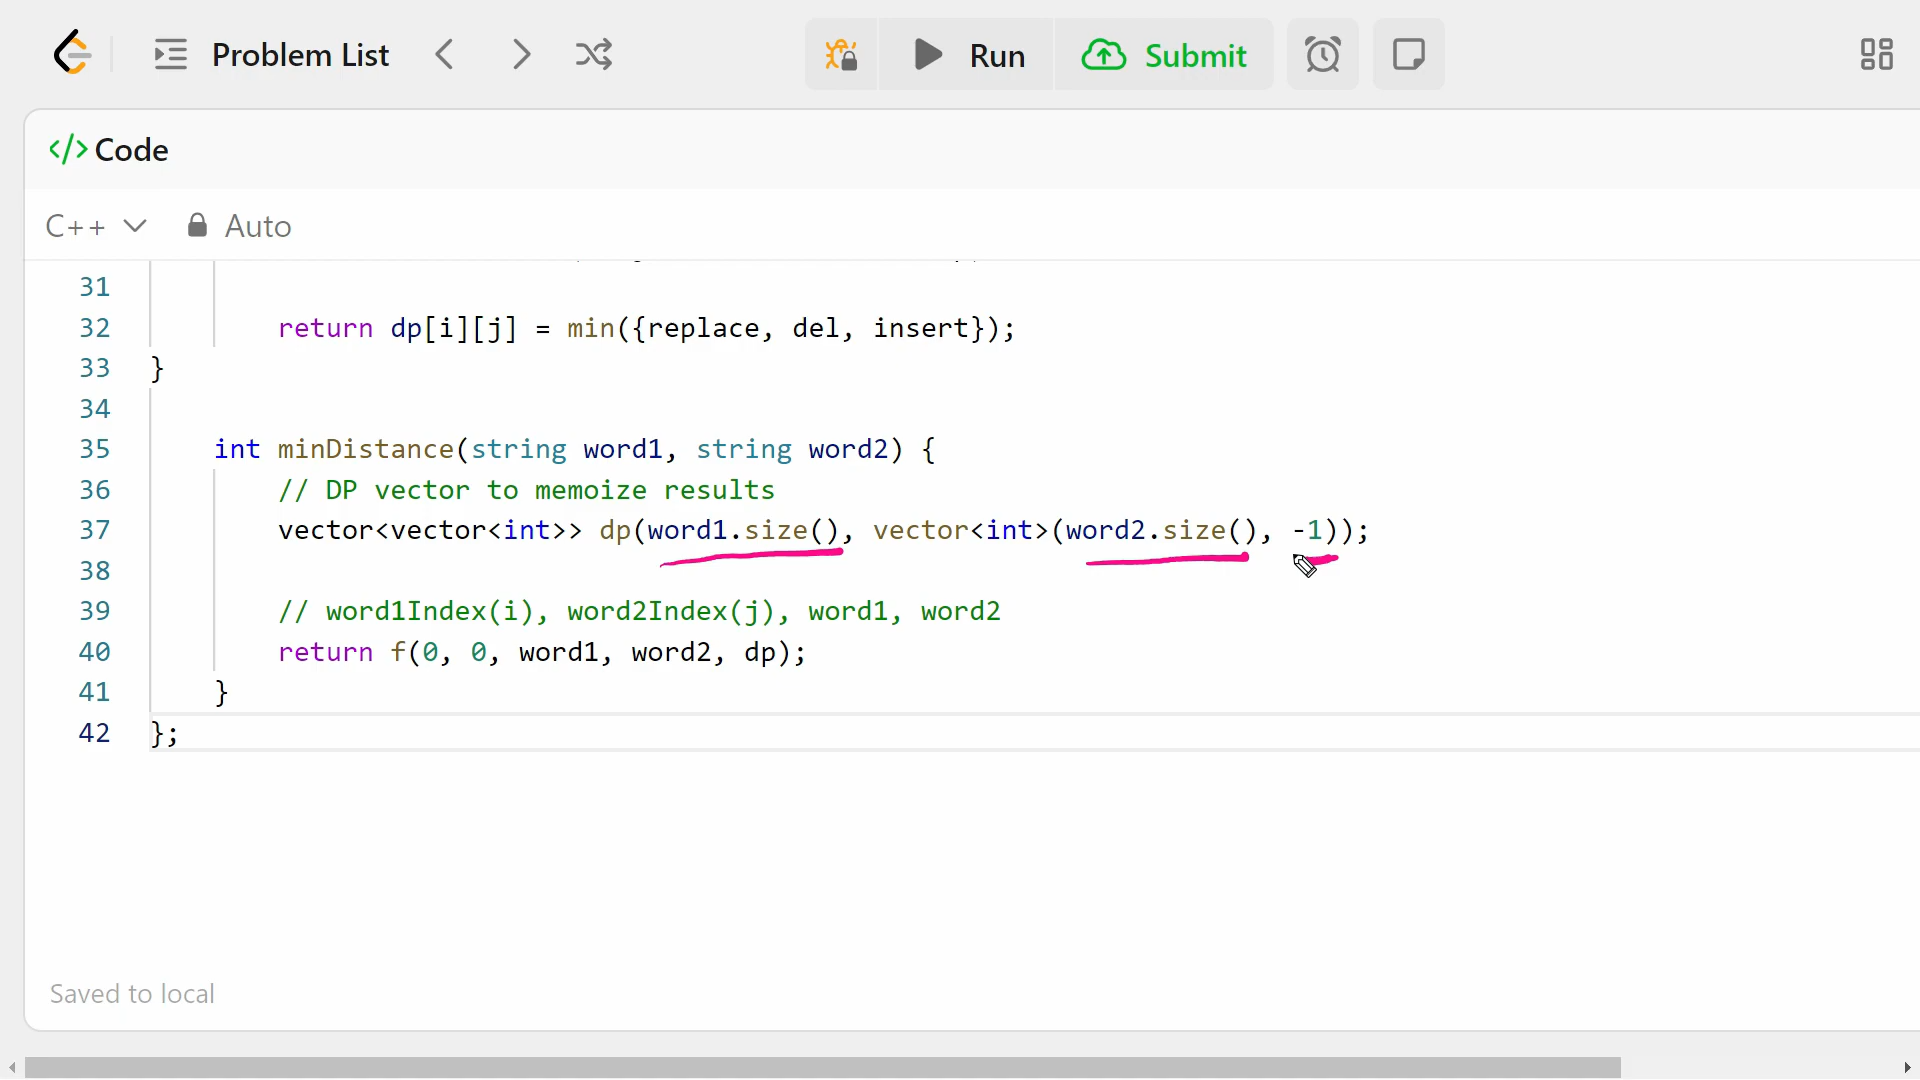 Problem List
Run
Submit
</> Code
C++
Auto
31
32 return dp[i][j] = min({replace, del, insert});
33 }
34
35 int minDistance(string word1, string word2) {
36 // DP vector to memoize results
37 vector<vector<int>> dp(word1.size(), vector<int>(word2.size(), -1));
38
39 // word1Index(i), word2Index(j), word1, word2
40 return f(0, 0, word1, word2, dp);
41 }
42 };
Saved to local